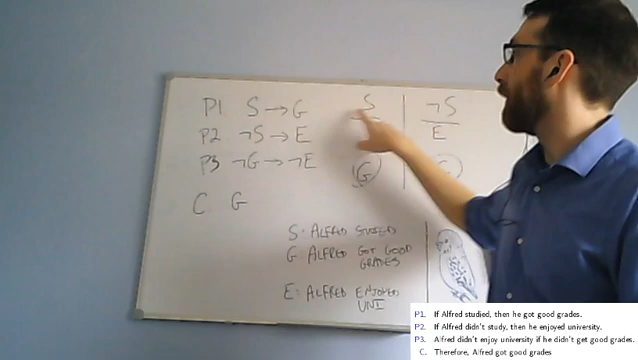 P1 S → G
P2 ¬S → E
P3 ¬G → ¬E
C G
S
G
¬S
E
S: ALFRED STUDIED
G ALFRED GOT GOOD
GRADES
E: ALFRED ENJOYED
UNI
P1. If Alfred studied, then he got good grades.
P2. If Alfred didn't study, then he enjoyed university.
P3. Alfred didn't enjoy university if he didn't get good grades.
C. Therefore, Alfred got good grades